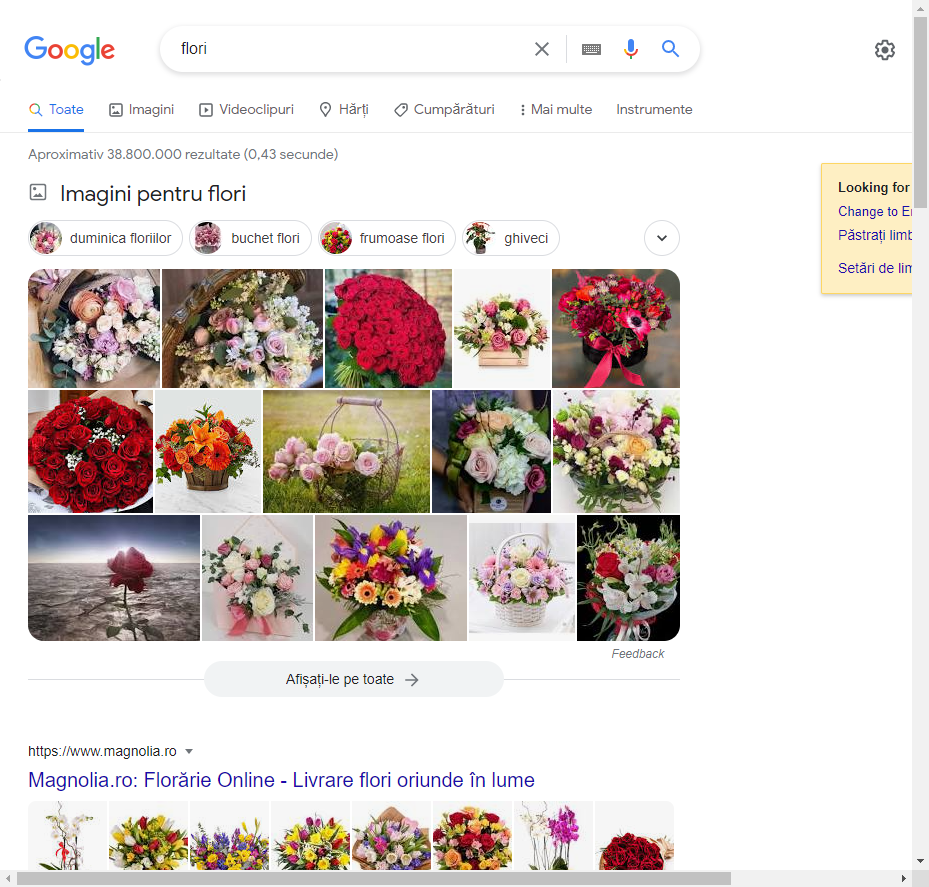 Google
flori
Toate Imagini Videoclipuri Hărți Cumpărături Mai multe Instrumente
Aproximativ 38.800.000 rezultate (0,43 secunde)
Looking for
Change to En
Păstrați limb
Setări de lim
Imagini pentru flori
duminica floriilor buchet flori frumoase flori ghiveci
Feedback
Afișați-le pe toate
https://www.magnolia.ro
Magnolia.ro: Florărie Online - Livrare flori oriunde în lume